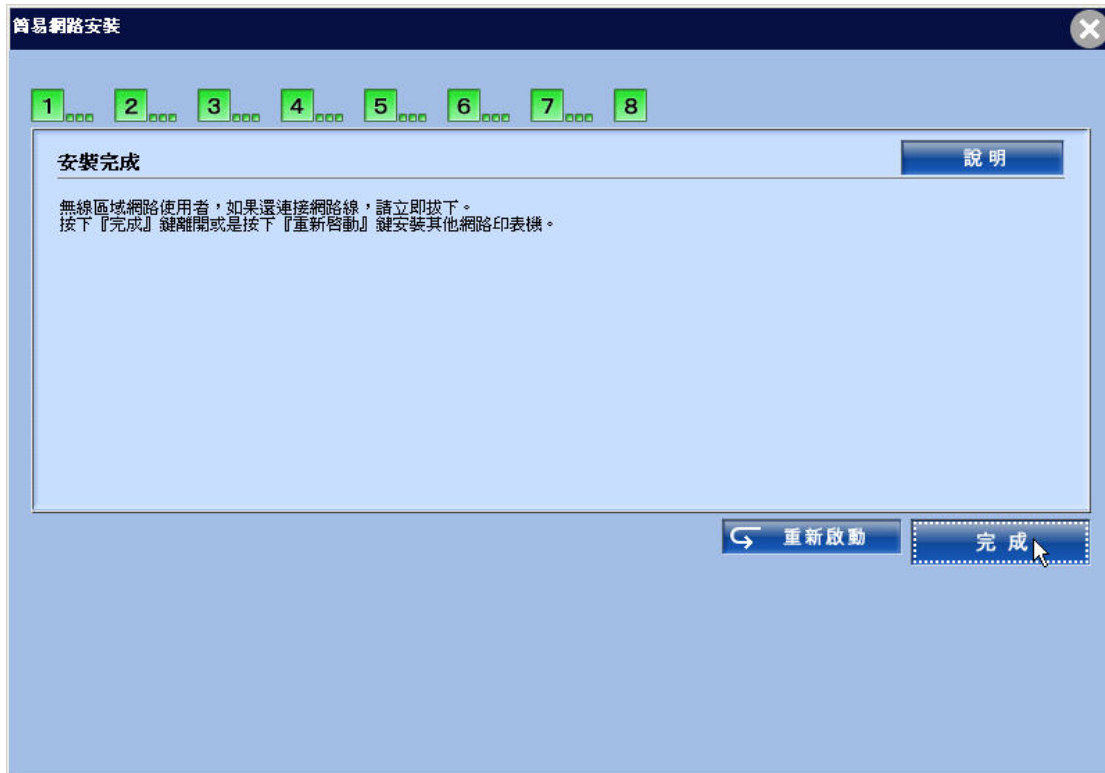 簡易網路安裝
1 2 3 4 5 6 7 8
安裝完成
說明
無線區域網路使用者，如果還連接網路線，請立即拔下。
按下『完成』鍵離開或是按下『重新啓動』鍵安裝其他網路印表機。
重新啟動
完成